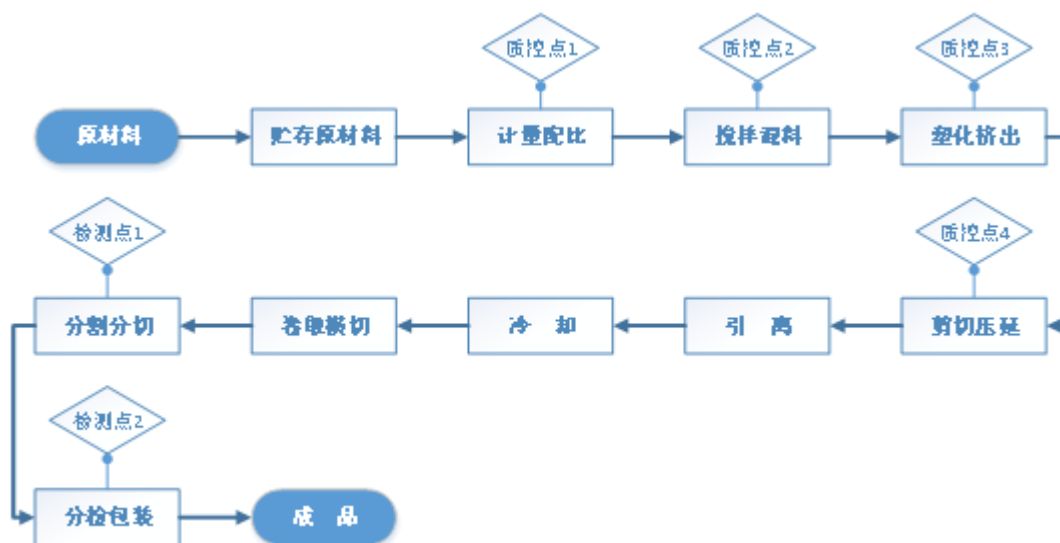 质控点1
质控点2
质控点3
原材料
贮存原材料
计量配比
搅拌混料
塑化挤出
检测点1
质控点4
分割分切
卷取横切
冷 却
引 离
剪切压延
检测点2
分检包装
成 品